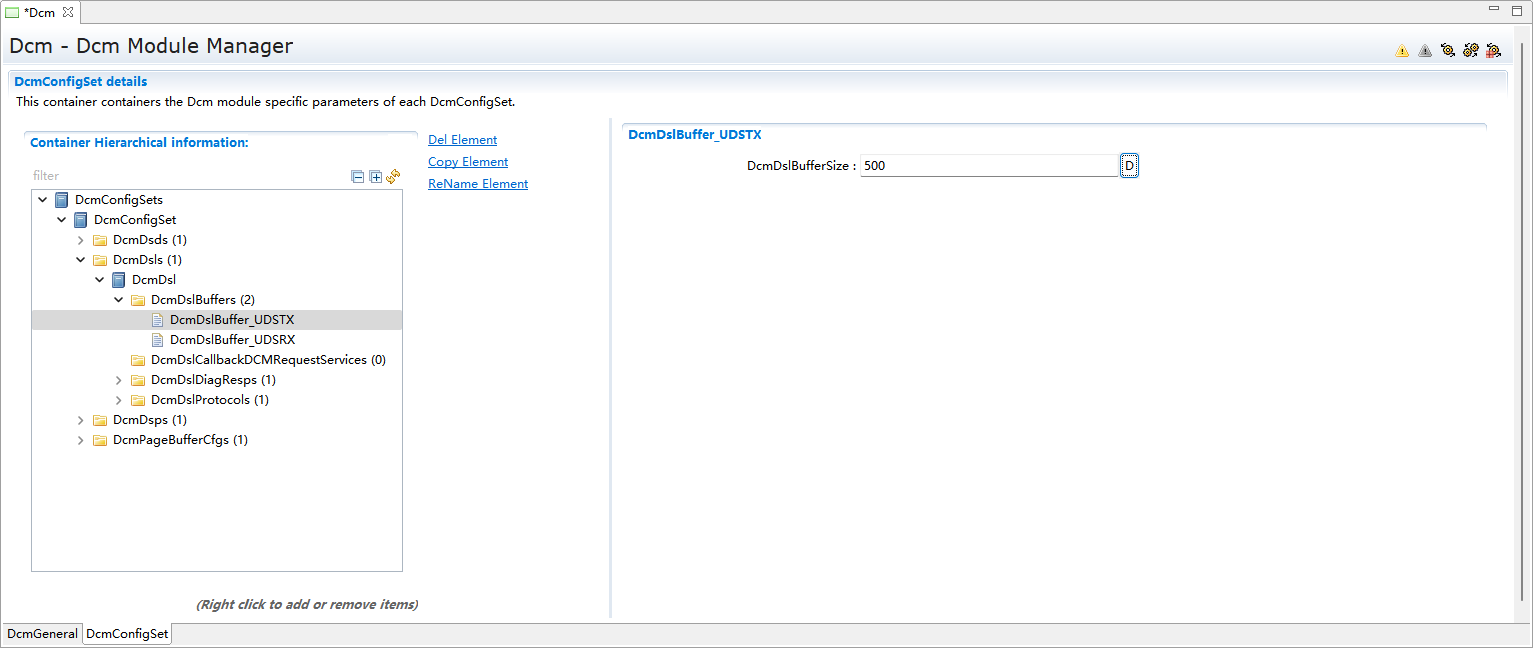 *Dcm
Dcm - Dcm Module Manager
DcmConfigSet details
This container containers the Dcm module specific parameters of each DcmConfigSet.
Container Hierarchical information:
filter
DcmConfigSets
DcmConfigSet
DcmDsds (1)
DcmDsls (1)
DcmDsl
DcmDslBuffers (2)
DcmDslBuffer_UDSTX
DcmDslBuffer_UDSRX
DcmDslCallbackDCMRequestServices (0)
DcmDslDiagResps (1)
DcmDslProtocols (1)
DcmDsps (1)
DcmPageBufferCfgs (1)
(Right click to add or remove items)
Del Element
Copy Element
ReName Element
DcmDslBuffer_UDSTX
DcmDslBufferSize : 500 D
DcmGeneral DcmConfigSet